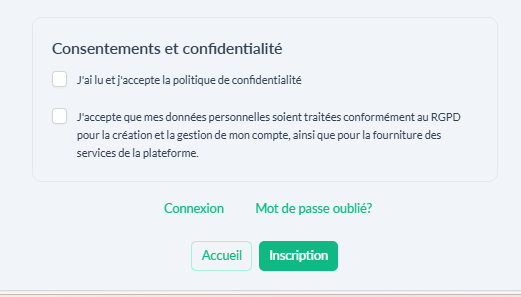 Consentements et confidentialité
J'ai lu et j'accepte la politique de confidentialité
J'accepte que mes données personnelles soient traitées conformément au RGPD
pour la création et la gestion de mon compte, ainsi que pour la fourniture des
services de la plateforme.
Connexion Mot de passe oublié?
Accueil Inscription